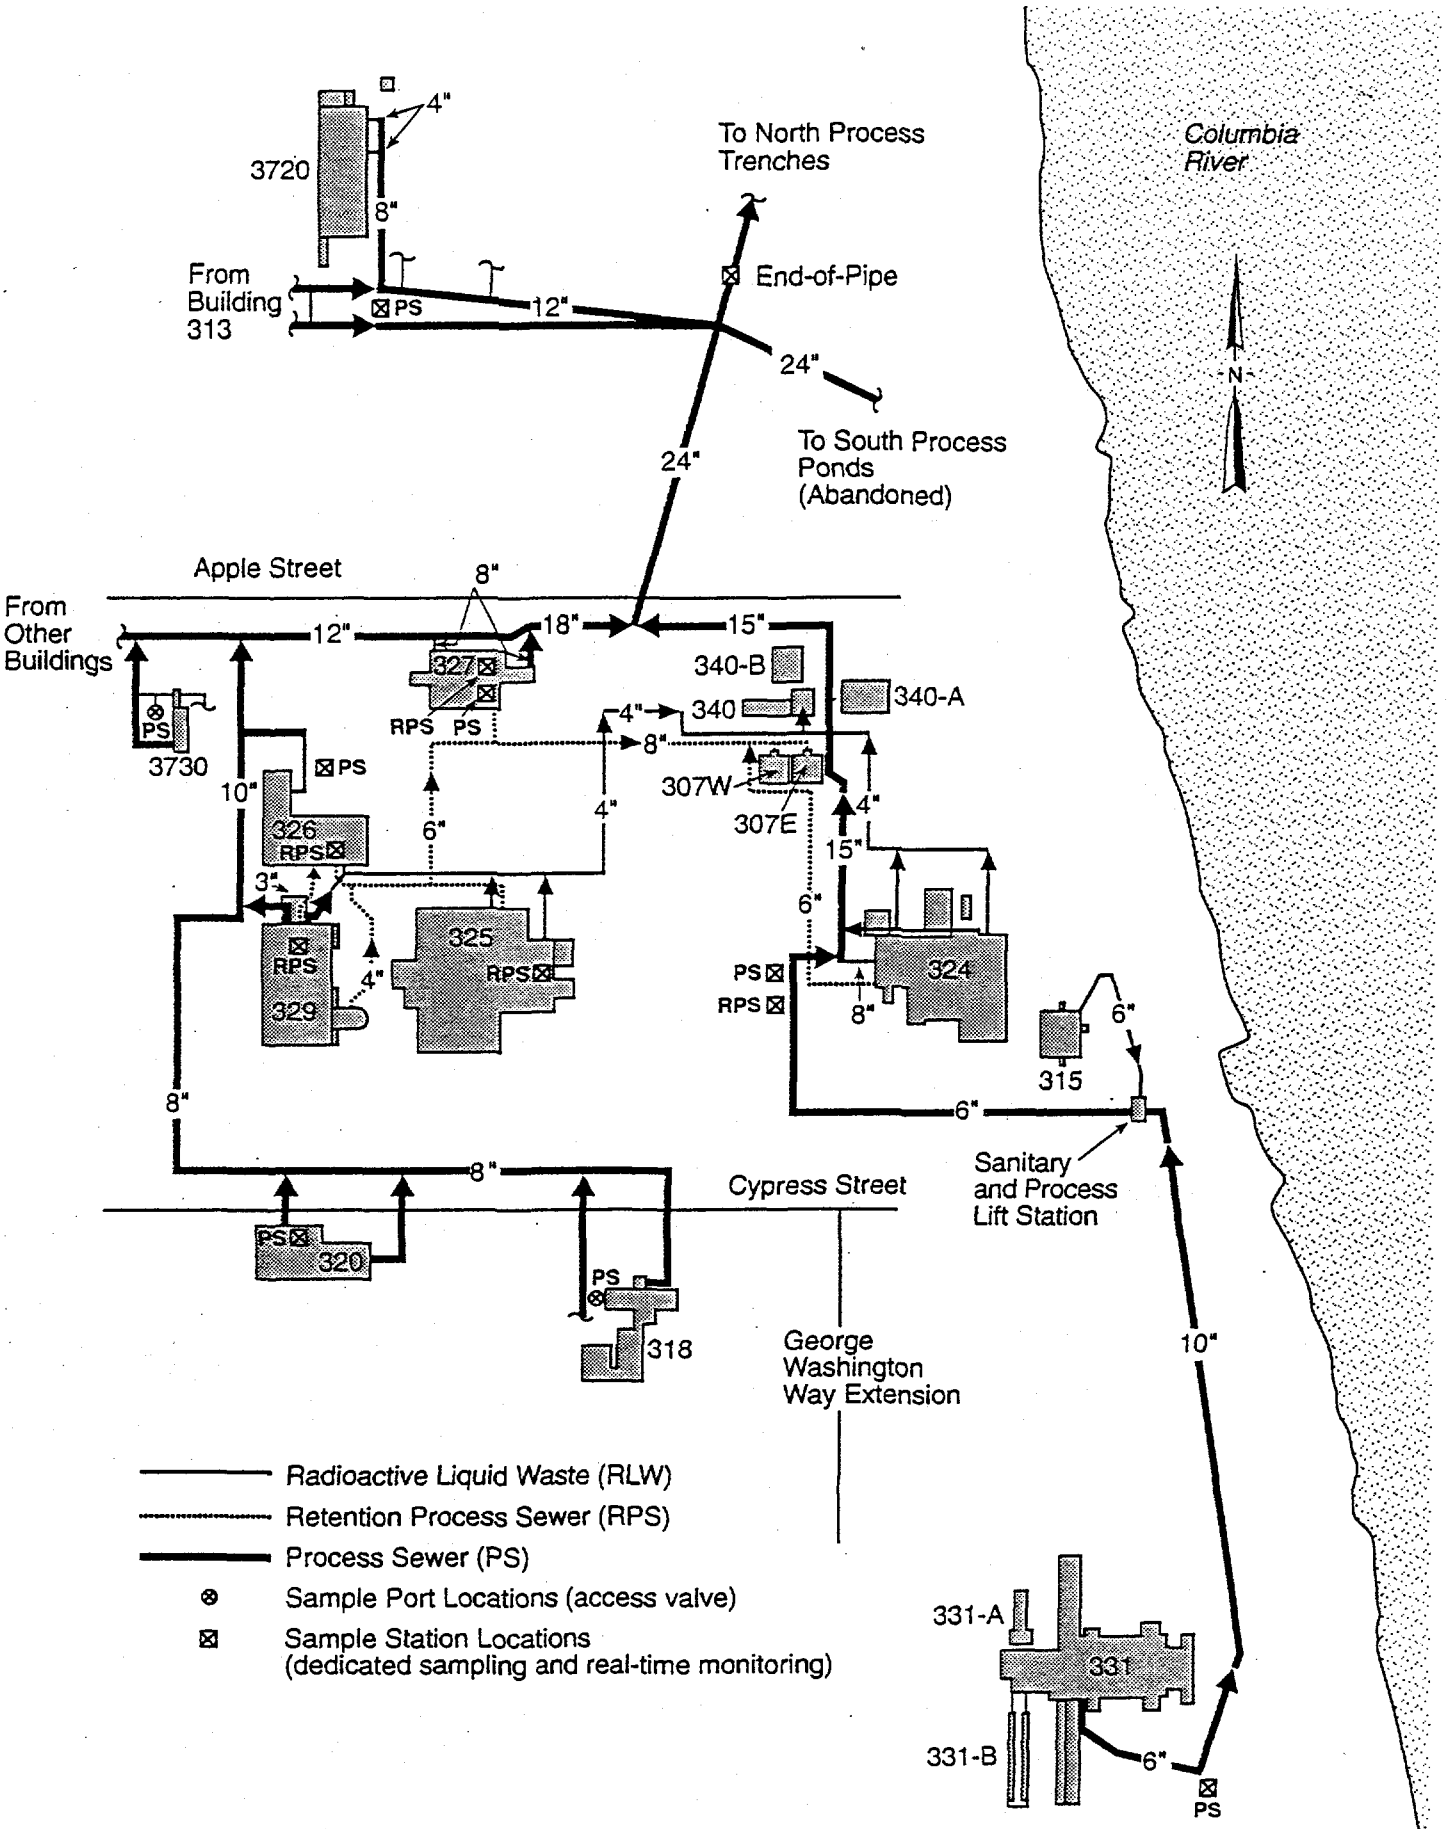 4"
To North Process
Trenches
Columbia
River
3720
8"
From
Building
313
PS
12"
End-of-Pipe
N
24"
To South Process
Ponds
(Abandoned)
24"
Apple Street
8"
From
Other
Buildings
12"
18"
15"
327
340-B
340
340-A
RPS
PS
4"
8"
PS
3730
PS
10"
307W
307E
4"
4"
6"
326
RPS
15"
3"
6"
325
RPS
RPS
4"
329
PS
RPS
324
8"
6"
315
8"
6"
Sanitary
and Process
Lift Station
8"
Cypress Street
PS
320
PS
318
George
Washington
Way Extension
10"
Radioactive Liquid Waste (RLW)
Retention Process Sewer (RPS)
Process Sewer (PS)
Sample Port Locations (access valve)
Sample Station Locations
(dedicated sampling and real-time monitoring)
331-A
331
331-B
6"
PS